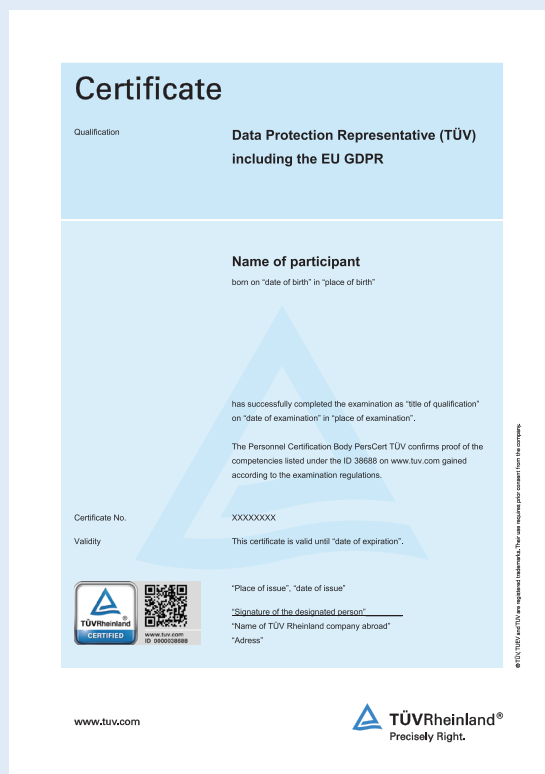 Certificate
Qualification
Data Protection Representative (TÜV)
including the EU GDPR
Name of participant
born on “date of birth” in “place of birth”
has successfully completed the examination as “title of qualification”
on “date of examination” in “place of examination”.
The Personnel Certification Body PersCert TÜV confirms proof of the
competencies listed under the ID 38688 on www.tuv.com gained
according to the examination regulations.
Certificate No.
XXXXXXXX
Validity
This certificate is valid until “date of expiration”.
“Place of issue”, “date of issue”
“Signature of the designated person”________
“Name of TÜV Rheinland company abroad”
“Adress”
TÜVRheinland
CERTIFIED
www.tuv.com
ID 0000038688
® TÜV, TUEV and TUV are registered trademarks. Their use requires prior consent from the company.
www.tuv.com
TÜVRheinland®
Precisely Right.